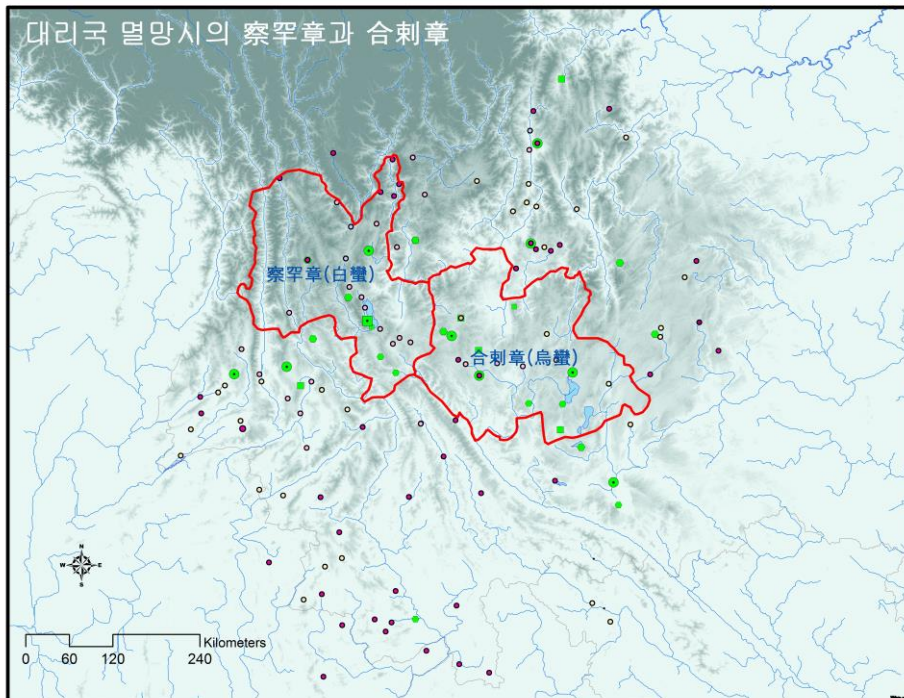 대리국 멸망시의 察罕章과 合剌章
察罕章(白蠻)
合剌章(烏蠻)
N
W E
S
Kilometers
0 60 120 240